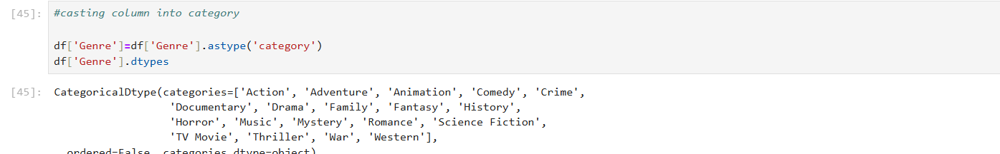 [45]: #casting column into category
df['Genre']=df['Genre'].astype('category')
df['Genre'].dtypes
[45]: CategoricalDtype(categories=['Action', 'Adventure', 'Animation', 'Comedy', 'Crime',
'Documentary', 'Drama', 'Family', 'Fantasy', 'History',
'Horror', 'Music', 'Mystery', 'Romance', 'Science Fiction',
'TV Movie', 'Thriller', 'War', 'Western'],
, ordered=False, categories_dtype=object)